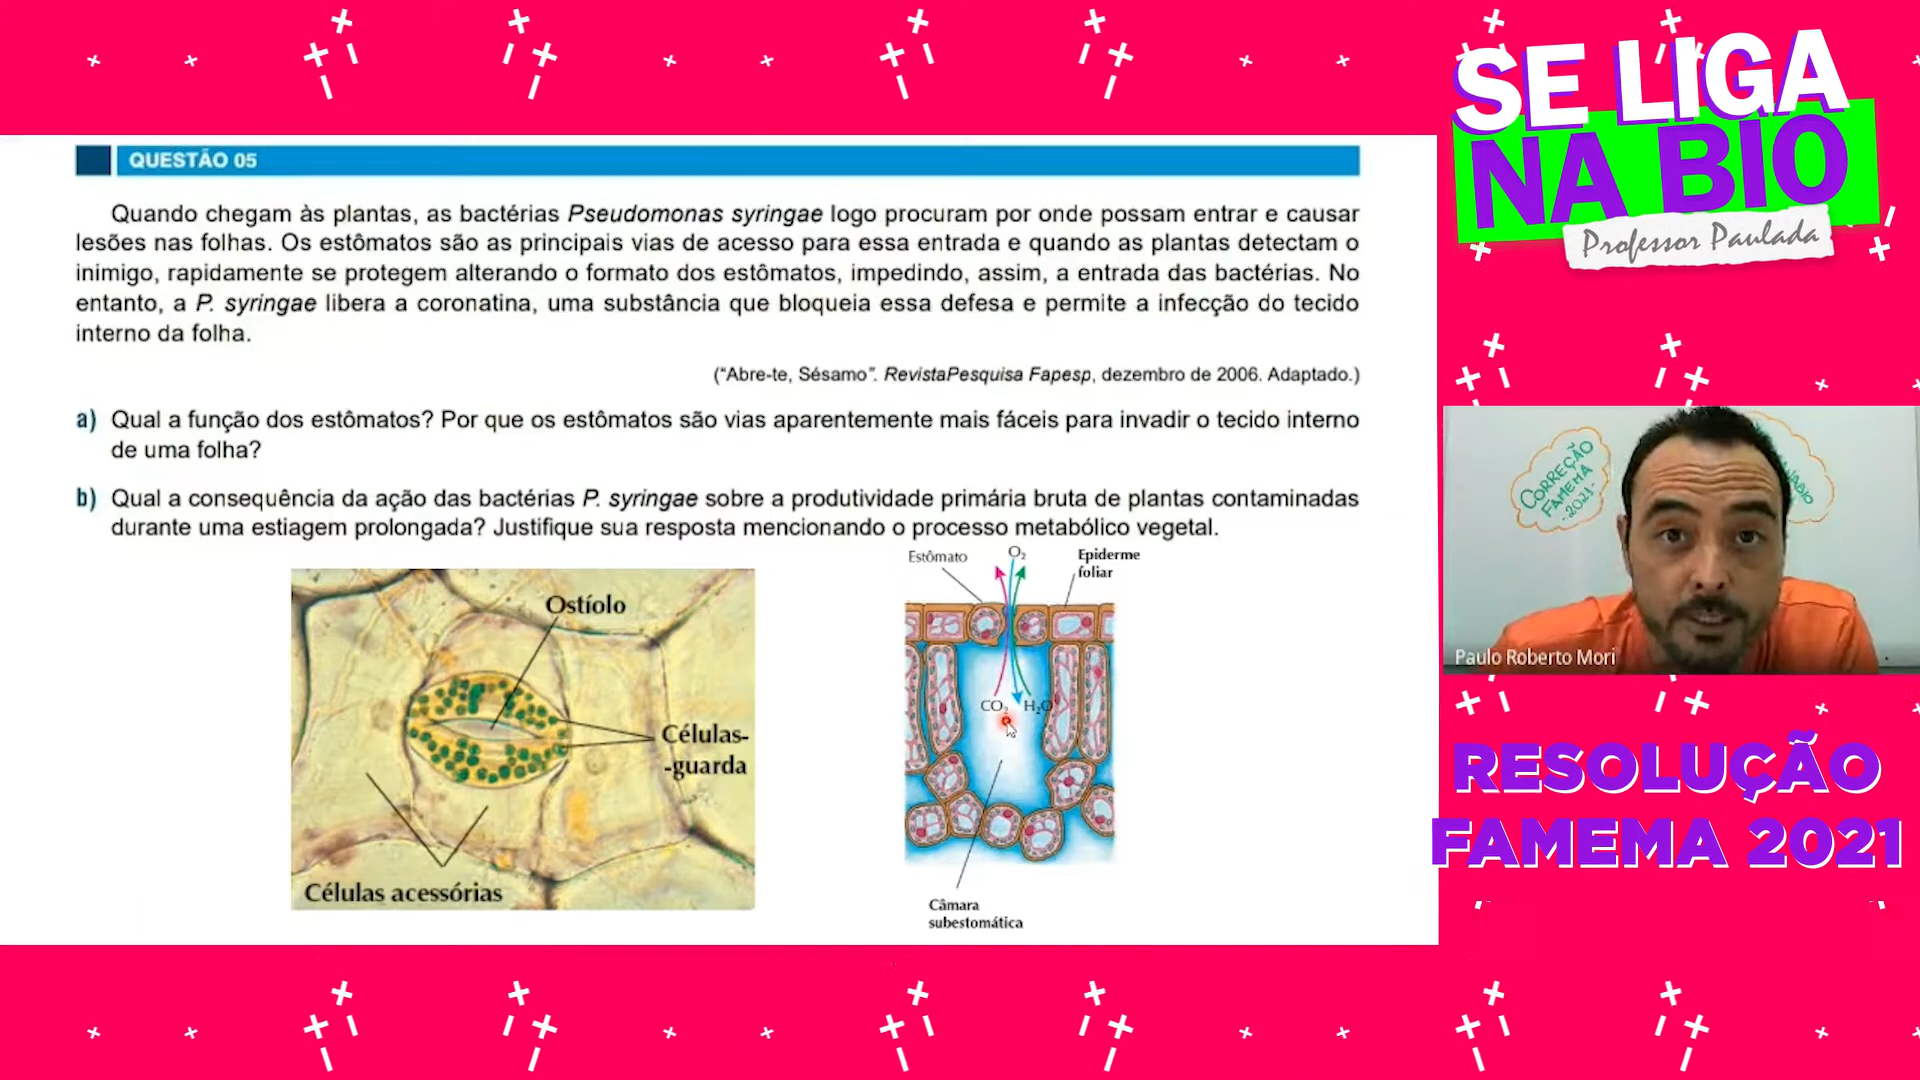 QUESTÃO 05
Quando chegam às plantas, as bactérias Pseudomonas syringae logo procuram por onde possam entrar e causar
lesões nas folhas. Os estômatos são as principais vias de acesso para essa entrada e quando as plantas detectam o
inimigo, rapidamente se protegem alterando o formato dos estômatos, impedindo, assim, a entrada das bactérias. No
entanto, a P. syringae libera a coronatina, uma substância que bloqueia essa defesa e permite a infecção do tecido
interno da folha.
(“Abre-te, Sésamo”. RevistaPesquisa Fapesp, dezembro de 2006. Adaptado.)
a) Qual a função dos estômatos? Por que os estômatos são vias aparentemente mais fáceis para invadir o tecido interno
de uma folha?
b) Qual a consequência da ação das bactérias P. syringae sobre a produtividade primária bruta de plantas contaminadas
durante uma estiagem prolongada? Justifique sua resposta mencionando o processo metabólico vegetal.
Ostíolo
Células-
-guarda
Células acessórias
Estômato
O₂
Epiderme
foliar
CO₂
H₂O
Câmara
subestomática
SE LIGA
NA BIO
Professor Paulada
CORREÇÃO
FAMEMA
-2021-
NABIO
Paulo Roberto Mori
RESOLUÇÃO
FAMEMA 2021